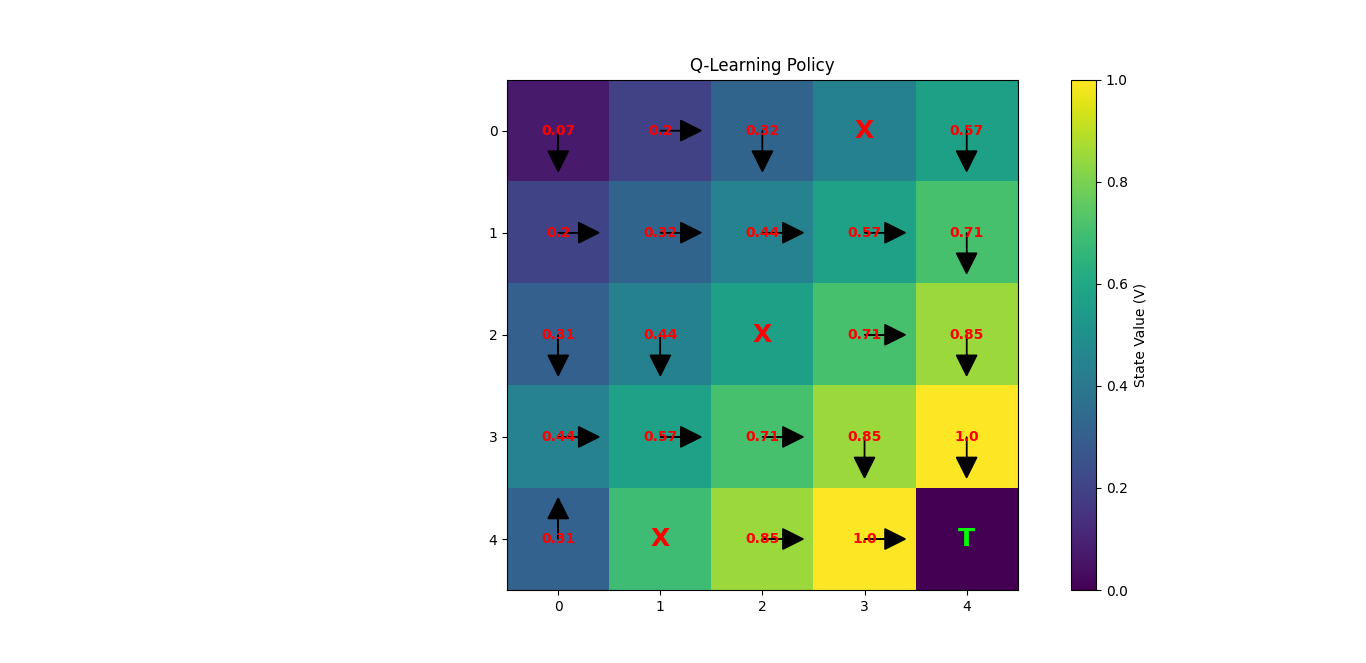 Q-Learning Policy
0 0.07 0.2 0.32 X 0.57
1 0.2 0.32 0.44 0.57 0.71
2 0.31 0.44 X 0.71 0.85
3 0.44 0.57 0.71 0.85 1.0
4 0.31 X 0.85 1.0 T
0 1 2 3 4
1.0
0.8
0.6
0.4
0.2
0.0
State Value (V)